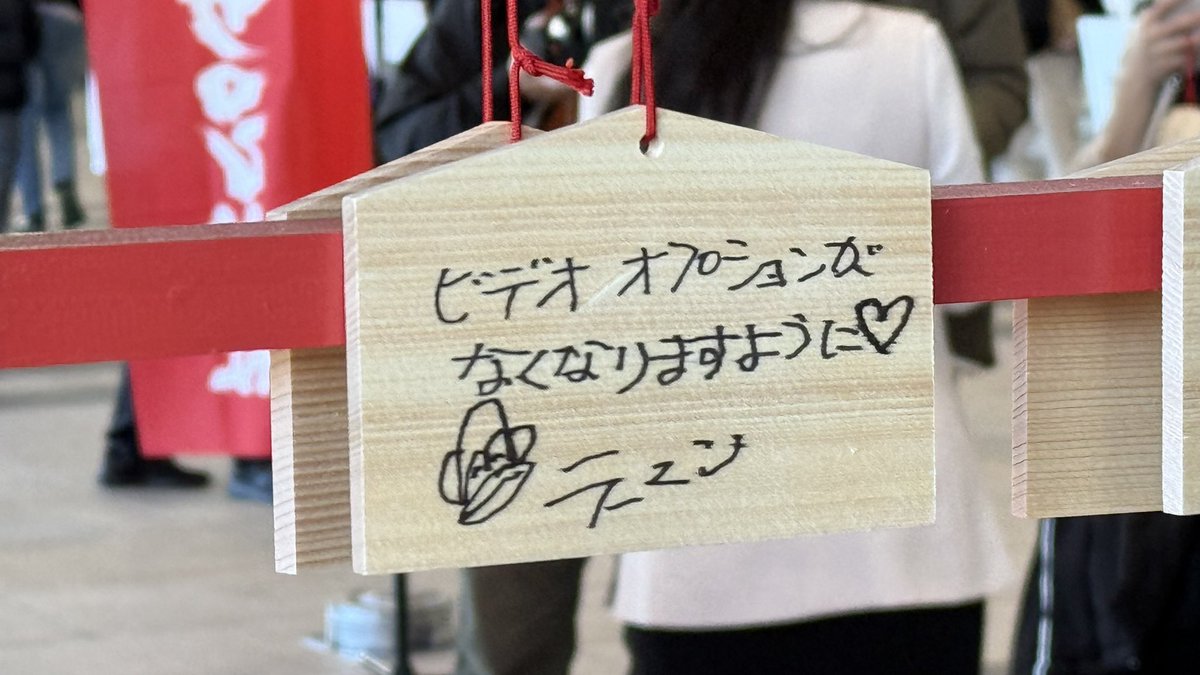 ビデオ オプションが
なくなりますように♡